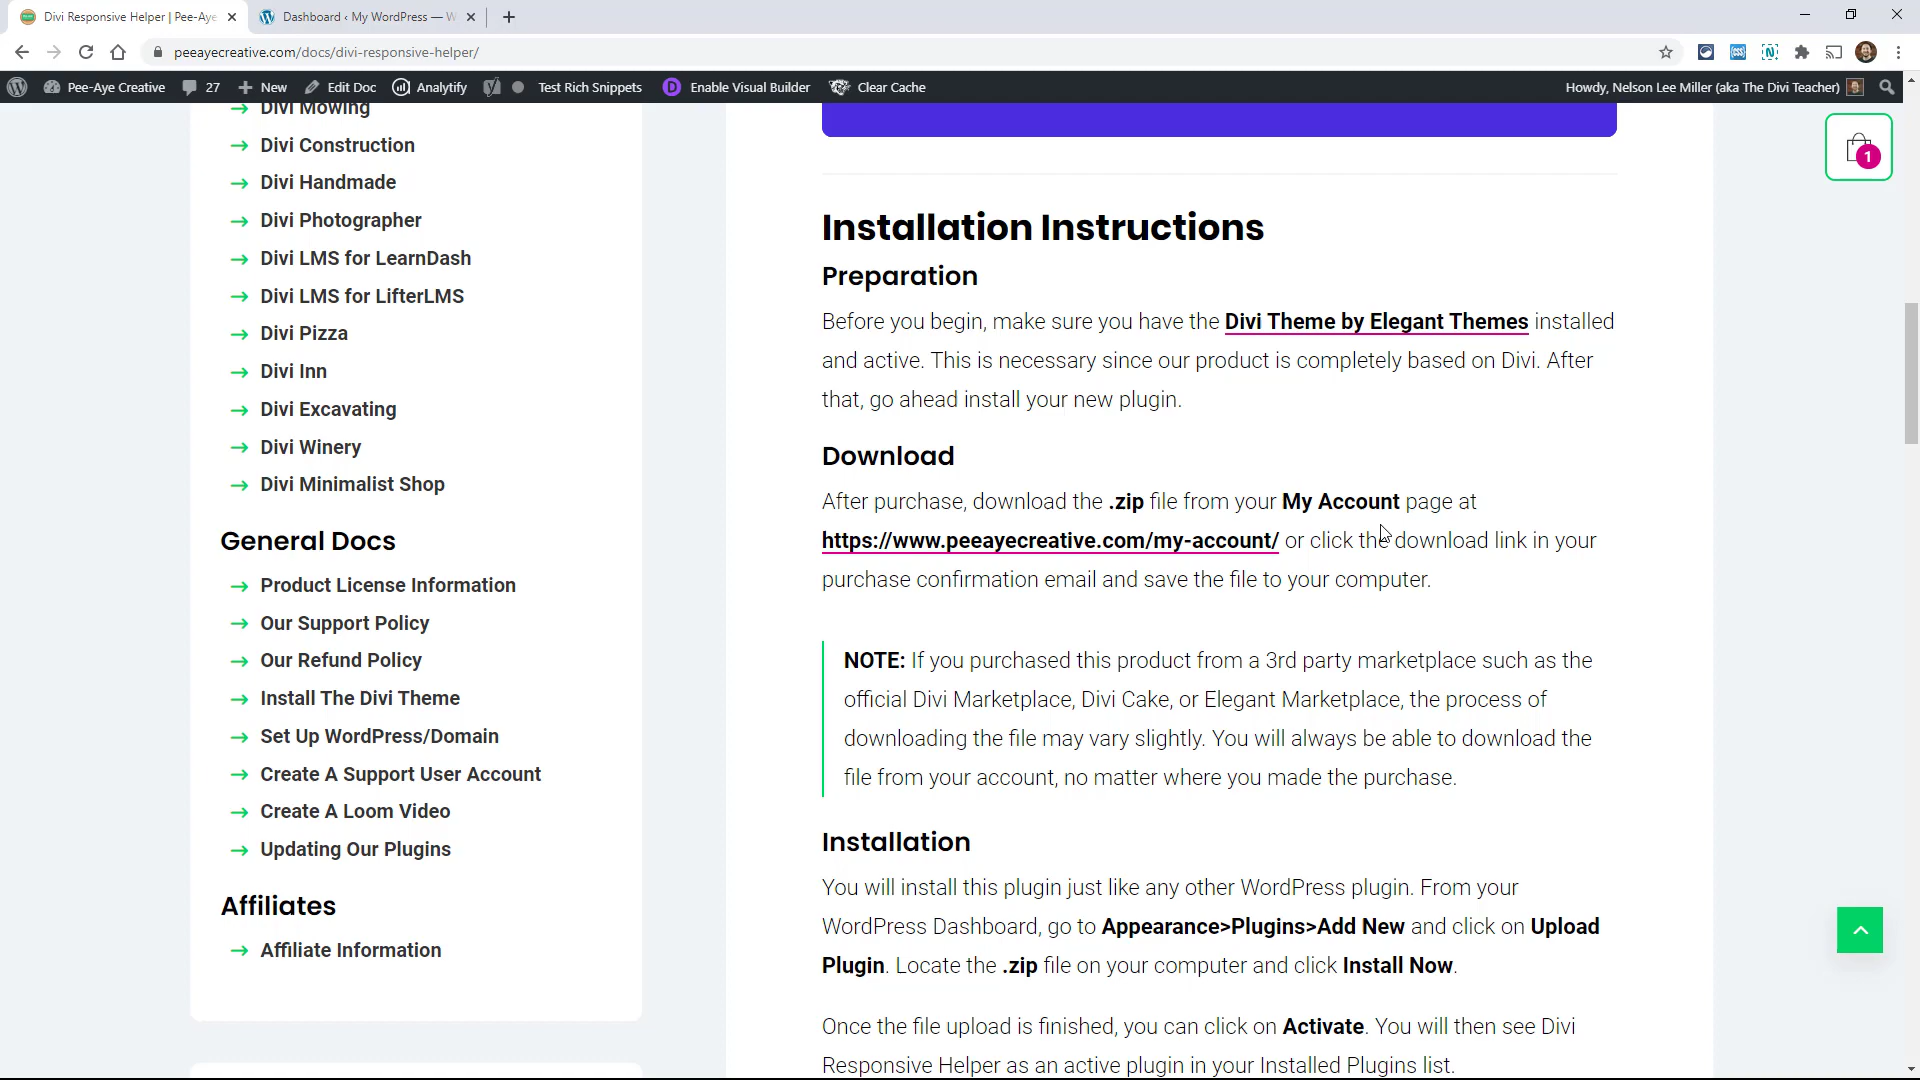 Divi Responsive Helper | Pee-Aye
Dashboard ‹ My WordPress — W
peeayecreative.com/docs/divi-responsive-helper/
Pee-Aye Creative
27
New
Edit Doc
Analytify
Test Rich Snippets
Enable Visual Builder
Clear Cache
Howdy, Nelson Lee Miller (aka The Divi Teacher)
1
Divi Mowing
Divi Construction
Divi Handmade
Divi Photographer
Divi LMS for LearnDash
Divi LMS for LifterLMS
Divi Pizza
Divi Inn
Divi Excavating
Divi Winery
Divi Minimalist Shop
General Docs
Product License Information
Our Support Policy
Our Refund Policy
Install The Divi Theme
Set Up WordPress/Domain
Create A Support User Account
Create A Loom Video
Updating Our Plugins
Affiliates
Affiliate Information
Installation Instructions
Preparation
Before you begin, make sure you have the Divi Theme by Elegant Themes installed
and active. This is necessary since our product is completely based on Divi. After
that, go ahead install your new plugin.
Download
After purchase, download the .zip file from your My Account page at
https://www.peeayecreative.com/my-account/ or click the download link in your
purchase confirmation email and save the file to your computer.
NOTE: If you purchased this product from a 3rd party marketplace such as the
official Divi Marketplace, Divi Cake, or Elegant Marketplace, the process of
downloading the file may vary slightly. You will always be able to download the
file from your account, no matter where you made the purchase.
Installation
You will install this plugin just like any other WordPress plugin. From your
WordPress Dashboard, go to Appearance>Plugins>Add New and click on Upload
Plugin. Locate the .zip file on your computer and click Install Now.
Once the file upload is finished, you can click on Activate. You will then see Divi
Responsive Helper as an active plugin in your Installed Plugins list.